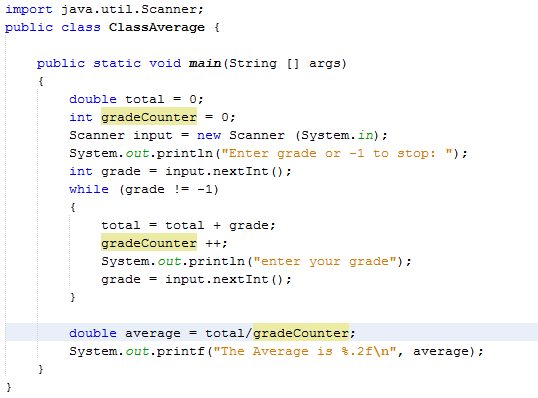 import java.util.Scanner;
public class ClassAverage {
public static void main(String [] args)
{
double total = 0;
int gradeCounter = 0;
Scanner input = new Scanner (System.in);
System.out.println("Enter grade or -1 to stop: ");
int grade = input.nextInt();
while (grade != -1)
{
total = total + grade;
gradeCounter ++;
System.out.println("enter your grade");
grade = input.nextInt();
}
double average = total/gradeCounter;
System.out.printf("The Average is %.2f\n", average);
}
}